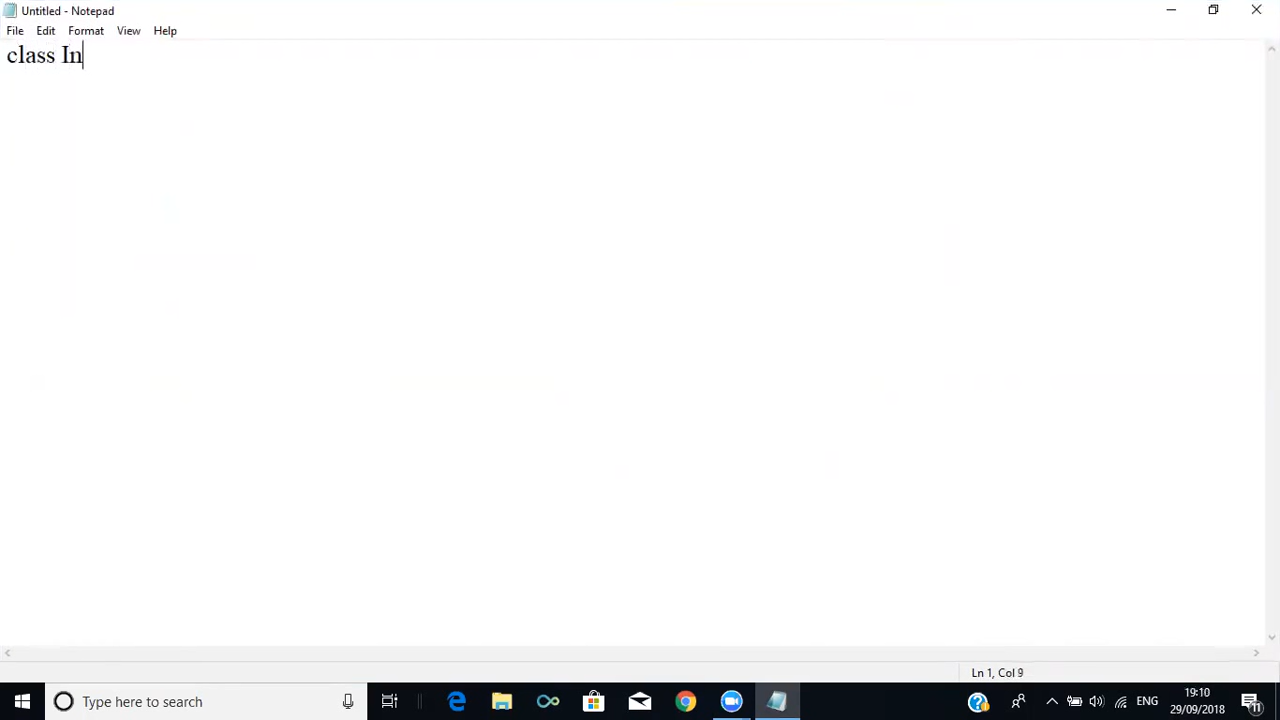 Untitled - Notepad
File Edit Format View Help
class In
Ln 1, Col 9
Type here to search
ENG
19:10
29/09/2018
11